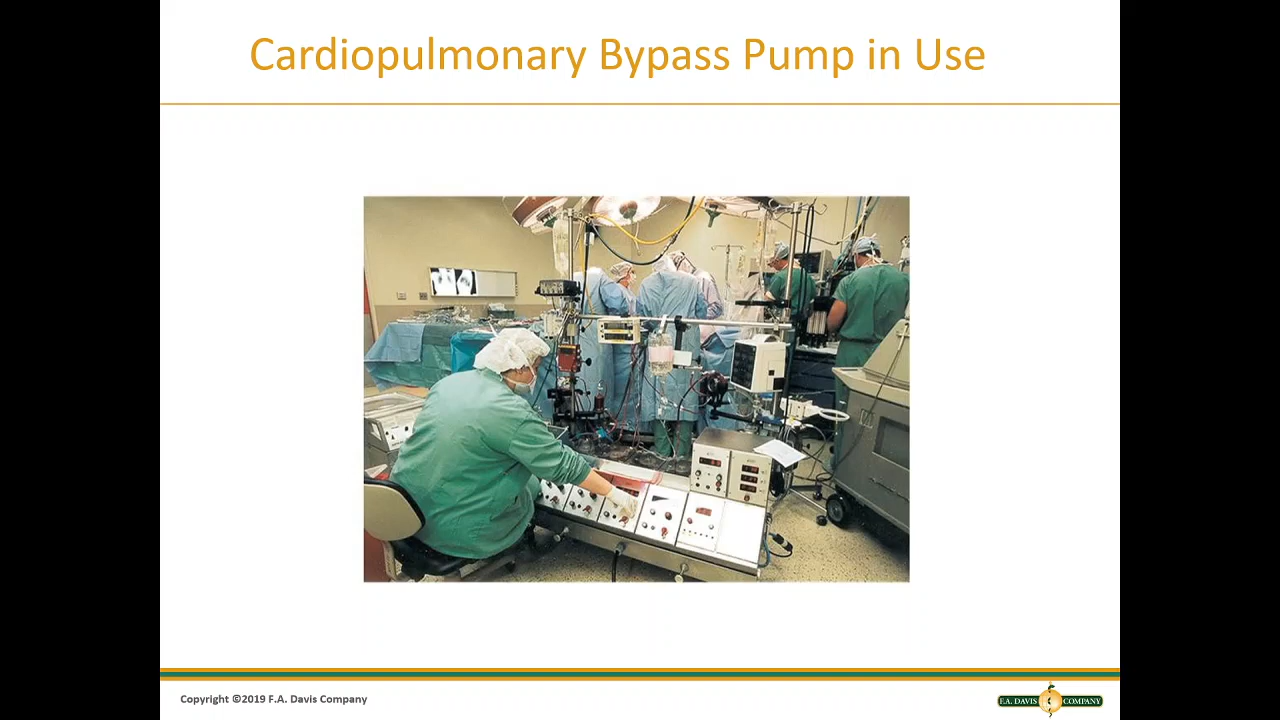 Cardiopulmonary Bypass Pump in Use
Copyright ©2019 F.A. Davis Company
F.A. DAVIS COMPANY